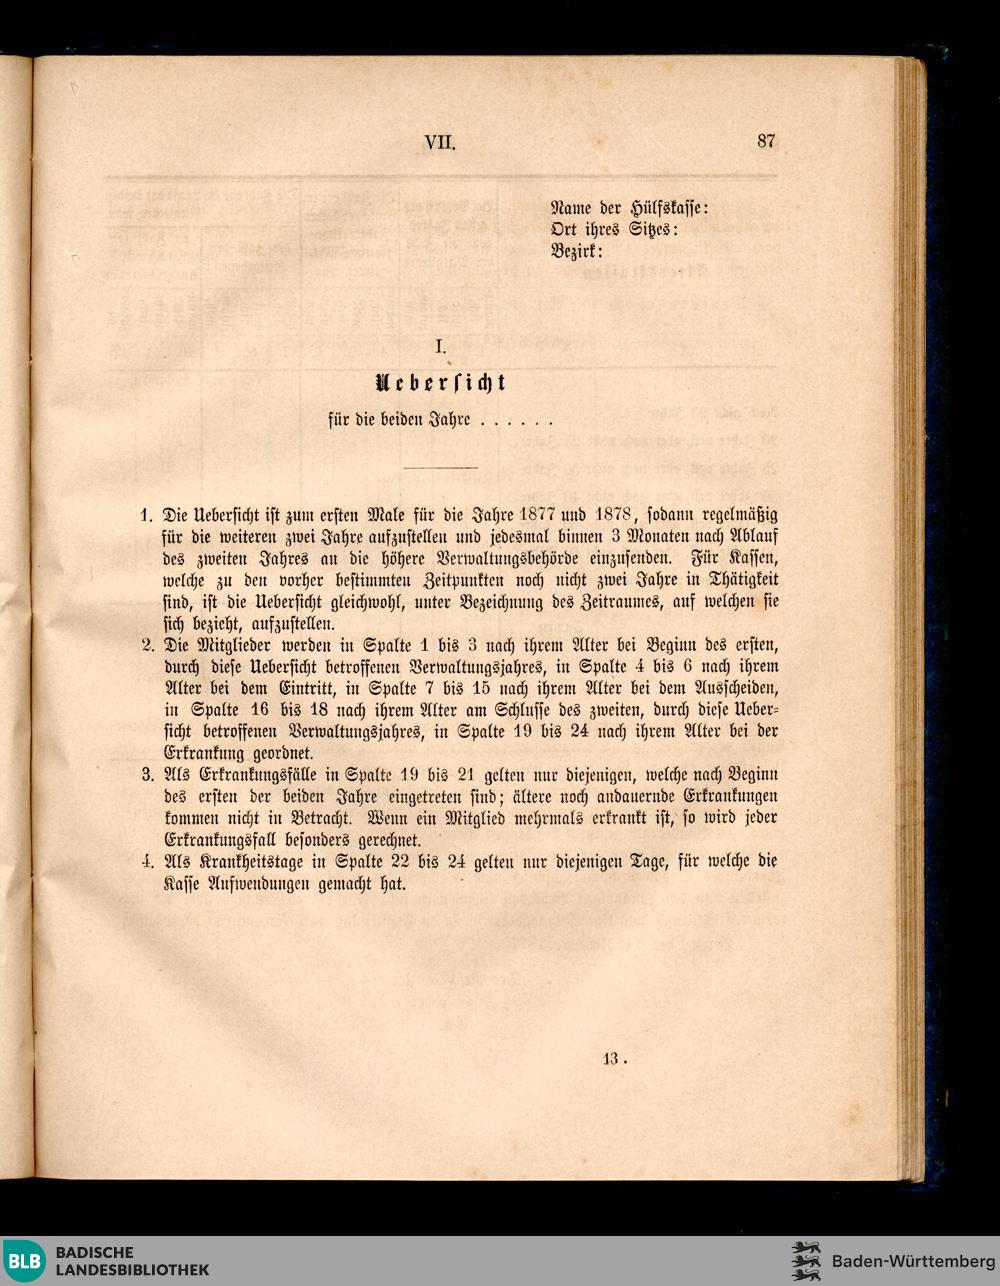 VII.
87
Name der Hülfskasse:
Ort ihres Sitzes:
Bezirk:
I.
Uebersicht
für die beiden Jahre . . . . . .
1. Die Uebersicht ist zum ersten Male für die Jahre 1877 und 1878, sodann regelmäßig
für die weiteren zwei Jahre aufzustellen und jedesmal binnen 3 Monaten nach Ablauf
des zweiten Jahres an die höhere Verwaltungsbehörde einzusenden. Für Kassen,
welche zu den vorher bestimmten Zeitpunkten noch nicht zwei Jahre in Thätigkeit
sind, ist die Uebersicht gleichwohl, unter Bezeichnung des Zeitraumes, auf welchen sie
sich bezieht, aufzustellen.
2. Die Mitglieder werden in Spalte 1 bis 3 nach ihrem Alter bei Beginn des ersten,
durch diese Uebersicht betroffenen Verwaltungsjahres, in Spalte 4 bis 6 nach ihrem
Alter bei dem Eintritt, in Spalte 7 bis 15 nach ihrem Alter bei dem Ausscheiden,
in Spalte 16 bis 18 nach ihrem Alter am Schlusse des zweiten, durch diese Ueber-
sicht betroffenen Verwaltungsjahres, in Spalte 19 bis 24 nach ihrem Alter bei der
Erkrankung geordnet.
3. Als Erkrankungsfälle in Spalte 19 bis 21 gelten nur diejenigen, welche nach Beginn
des ersten der beiden Jahre eingetreten sind; ältere noch andauernde Erkrankungen
kommen nicht in Betracht. Wenn ein Mitglied mehrmals erkrankt ist, so wird jeder
Erkrankungsfall besonders gerechnet.
4. Als Krankheitstage in Spalte 22 bis 24 gelten nur diejenigen Tage, für welche die
Kasse Aufwendungen gemacht hat.
13 .
BLB BADISCHE
LANDESBIBLIOTHEK
Baden-Württemberg